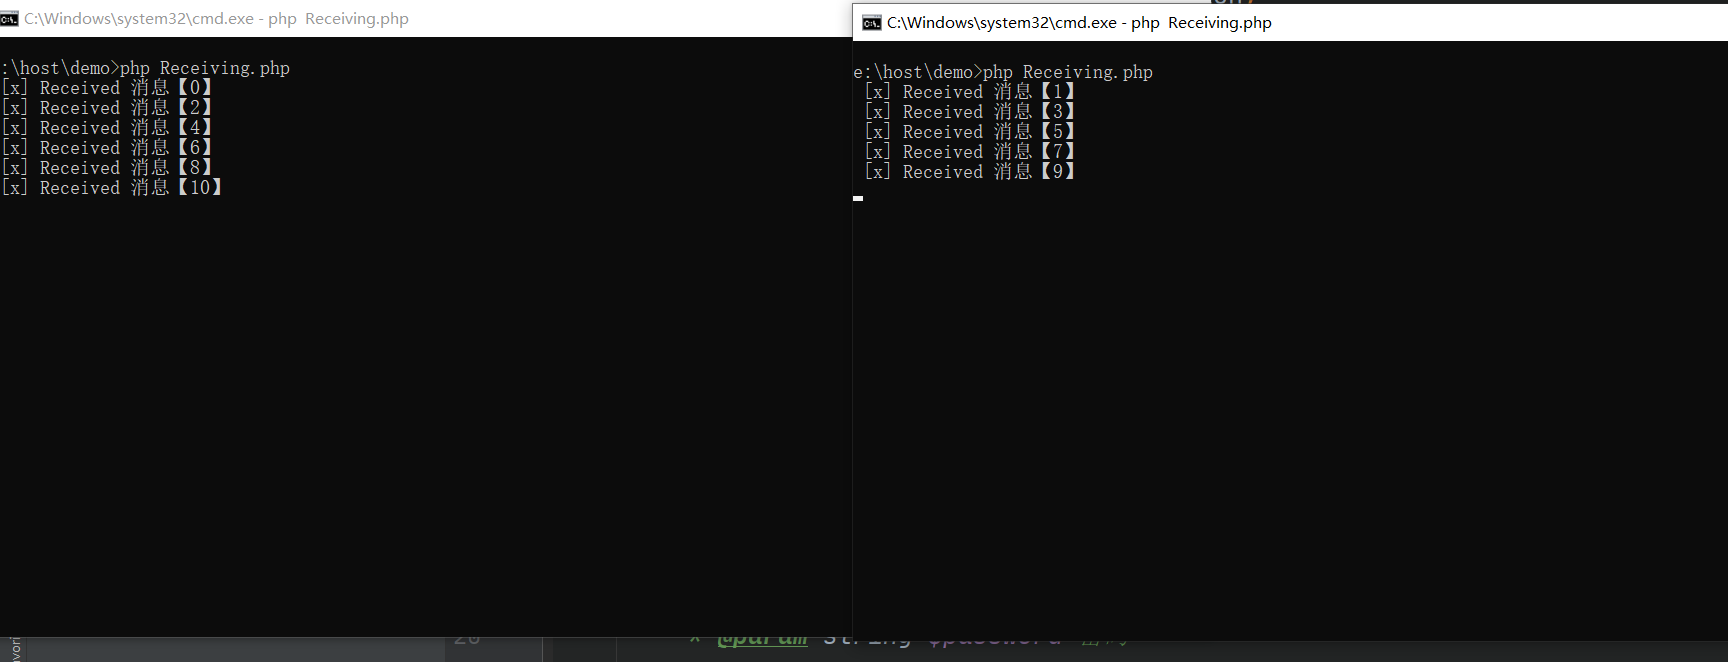 C:\Windows\system32\cmd.exe - php  Receiving.php
:\host\demo>php Receiving.php
[x] Received 消息【0】
[x] Received 消息【2】
[x] Received 消息【4】
[x] Received 消息【6】
[x] Received 消息【8】
[x] Received 消息【10】
C:\Windows\system32\cmd.exe - php  Receiving.php
e:\host\demo>php Receiving.php
[x] Received 消息【1】
[x] Received 消息【3】
[x] Received 消息【5】
[x] Received 消息【7】
[x] Received 消息【9】
* @param string $password